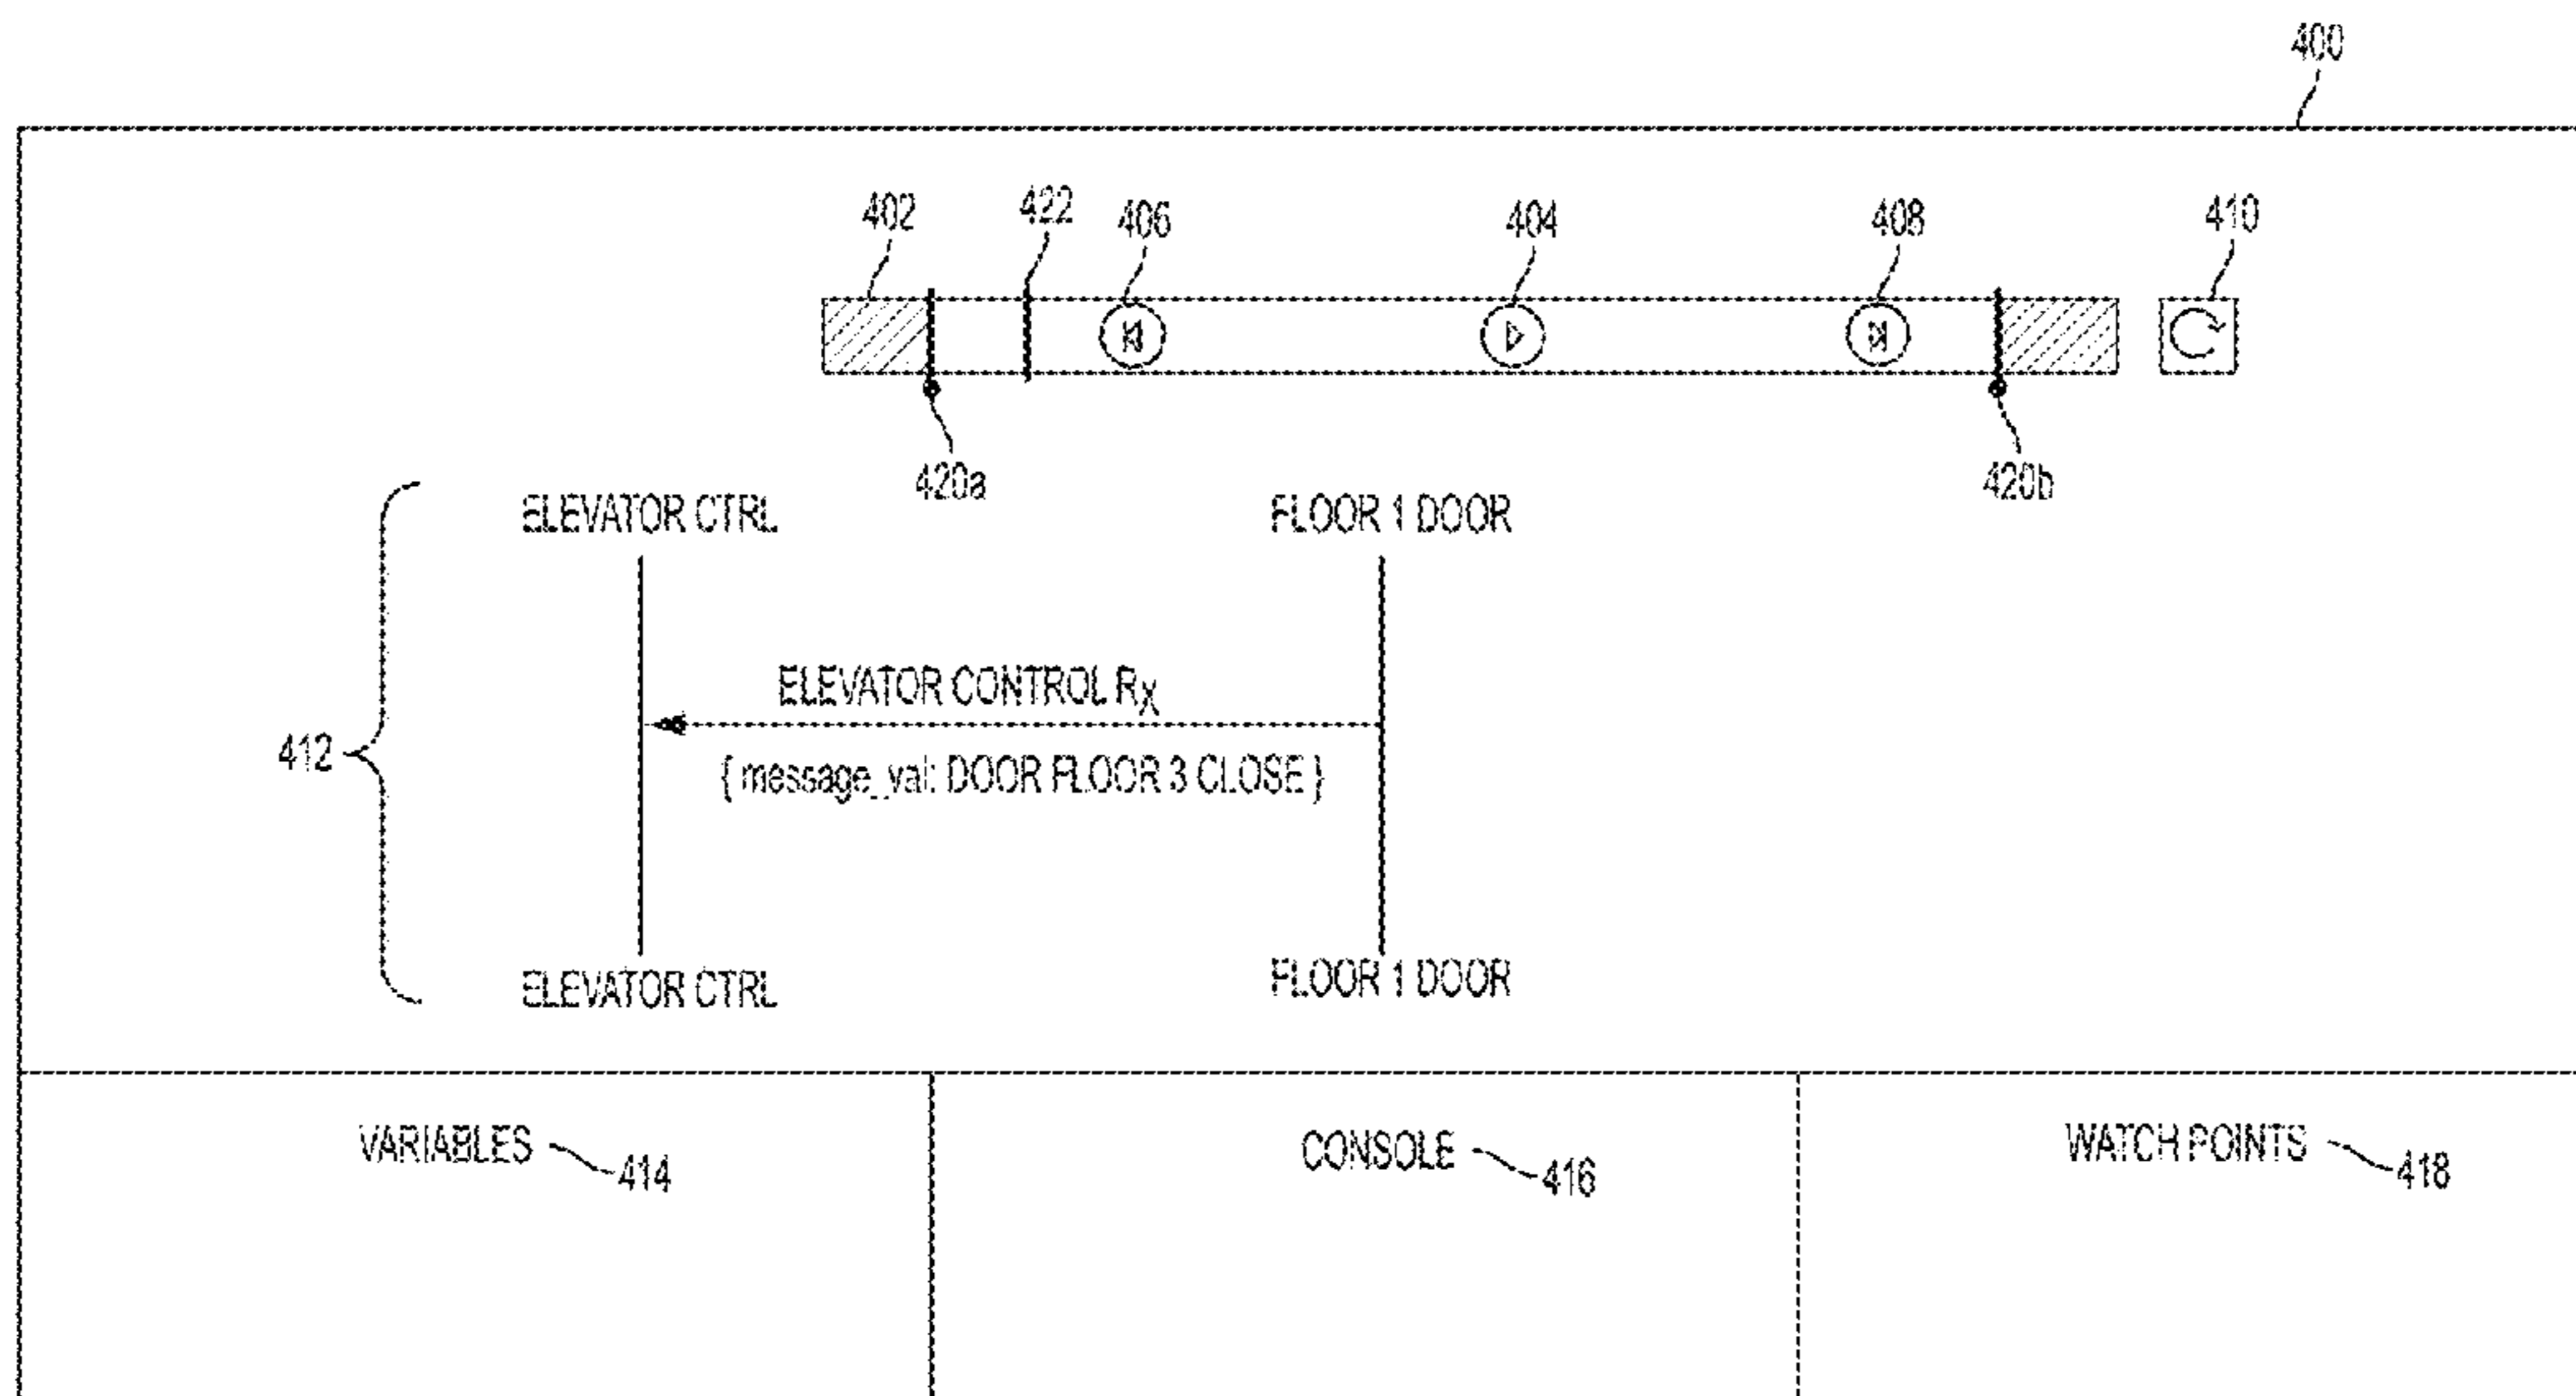 400
402 422 406 404 408 410
420a 420b
ELEVATOR CTRL FLOOR 1 DOOR
ELEVATOR CONTROL Rx
412
{ message_val: DOOR FLOOR 3 CLOSE }
ELEVATOR CTRL FLOOR 1 DOOR
VARIABLES 414 CONSOLE 416 WATCH POINTS 418